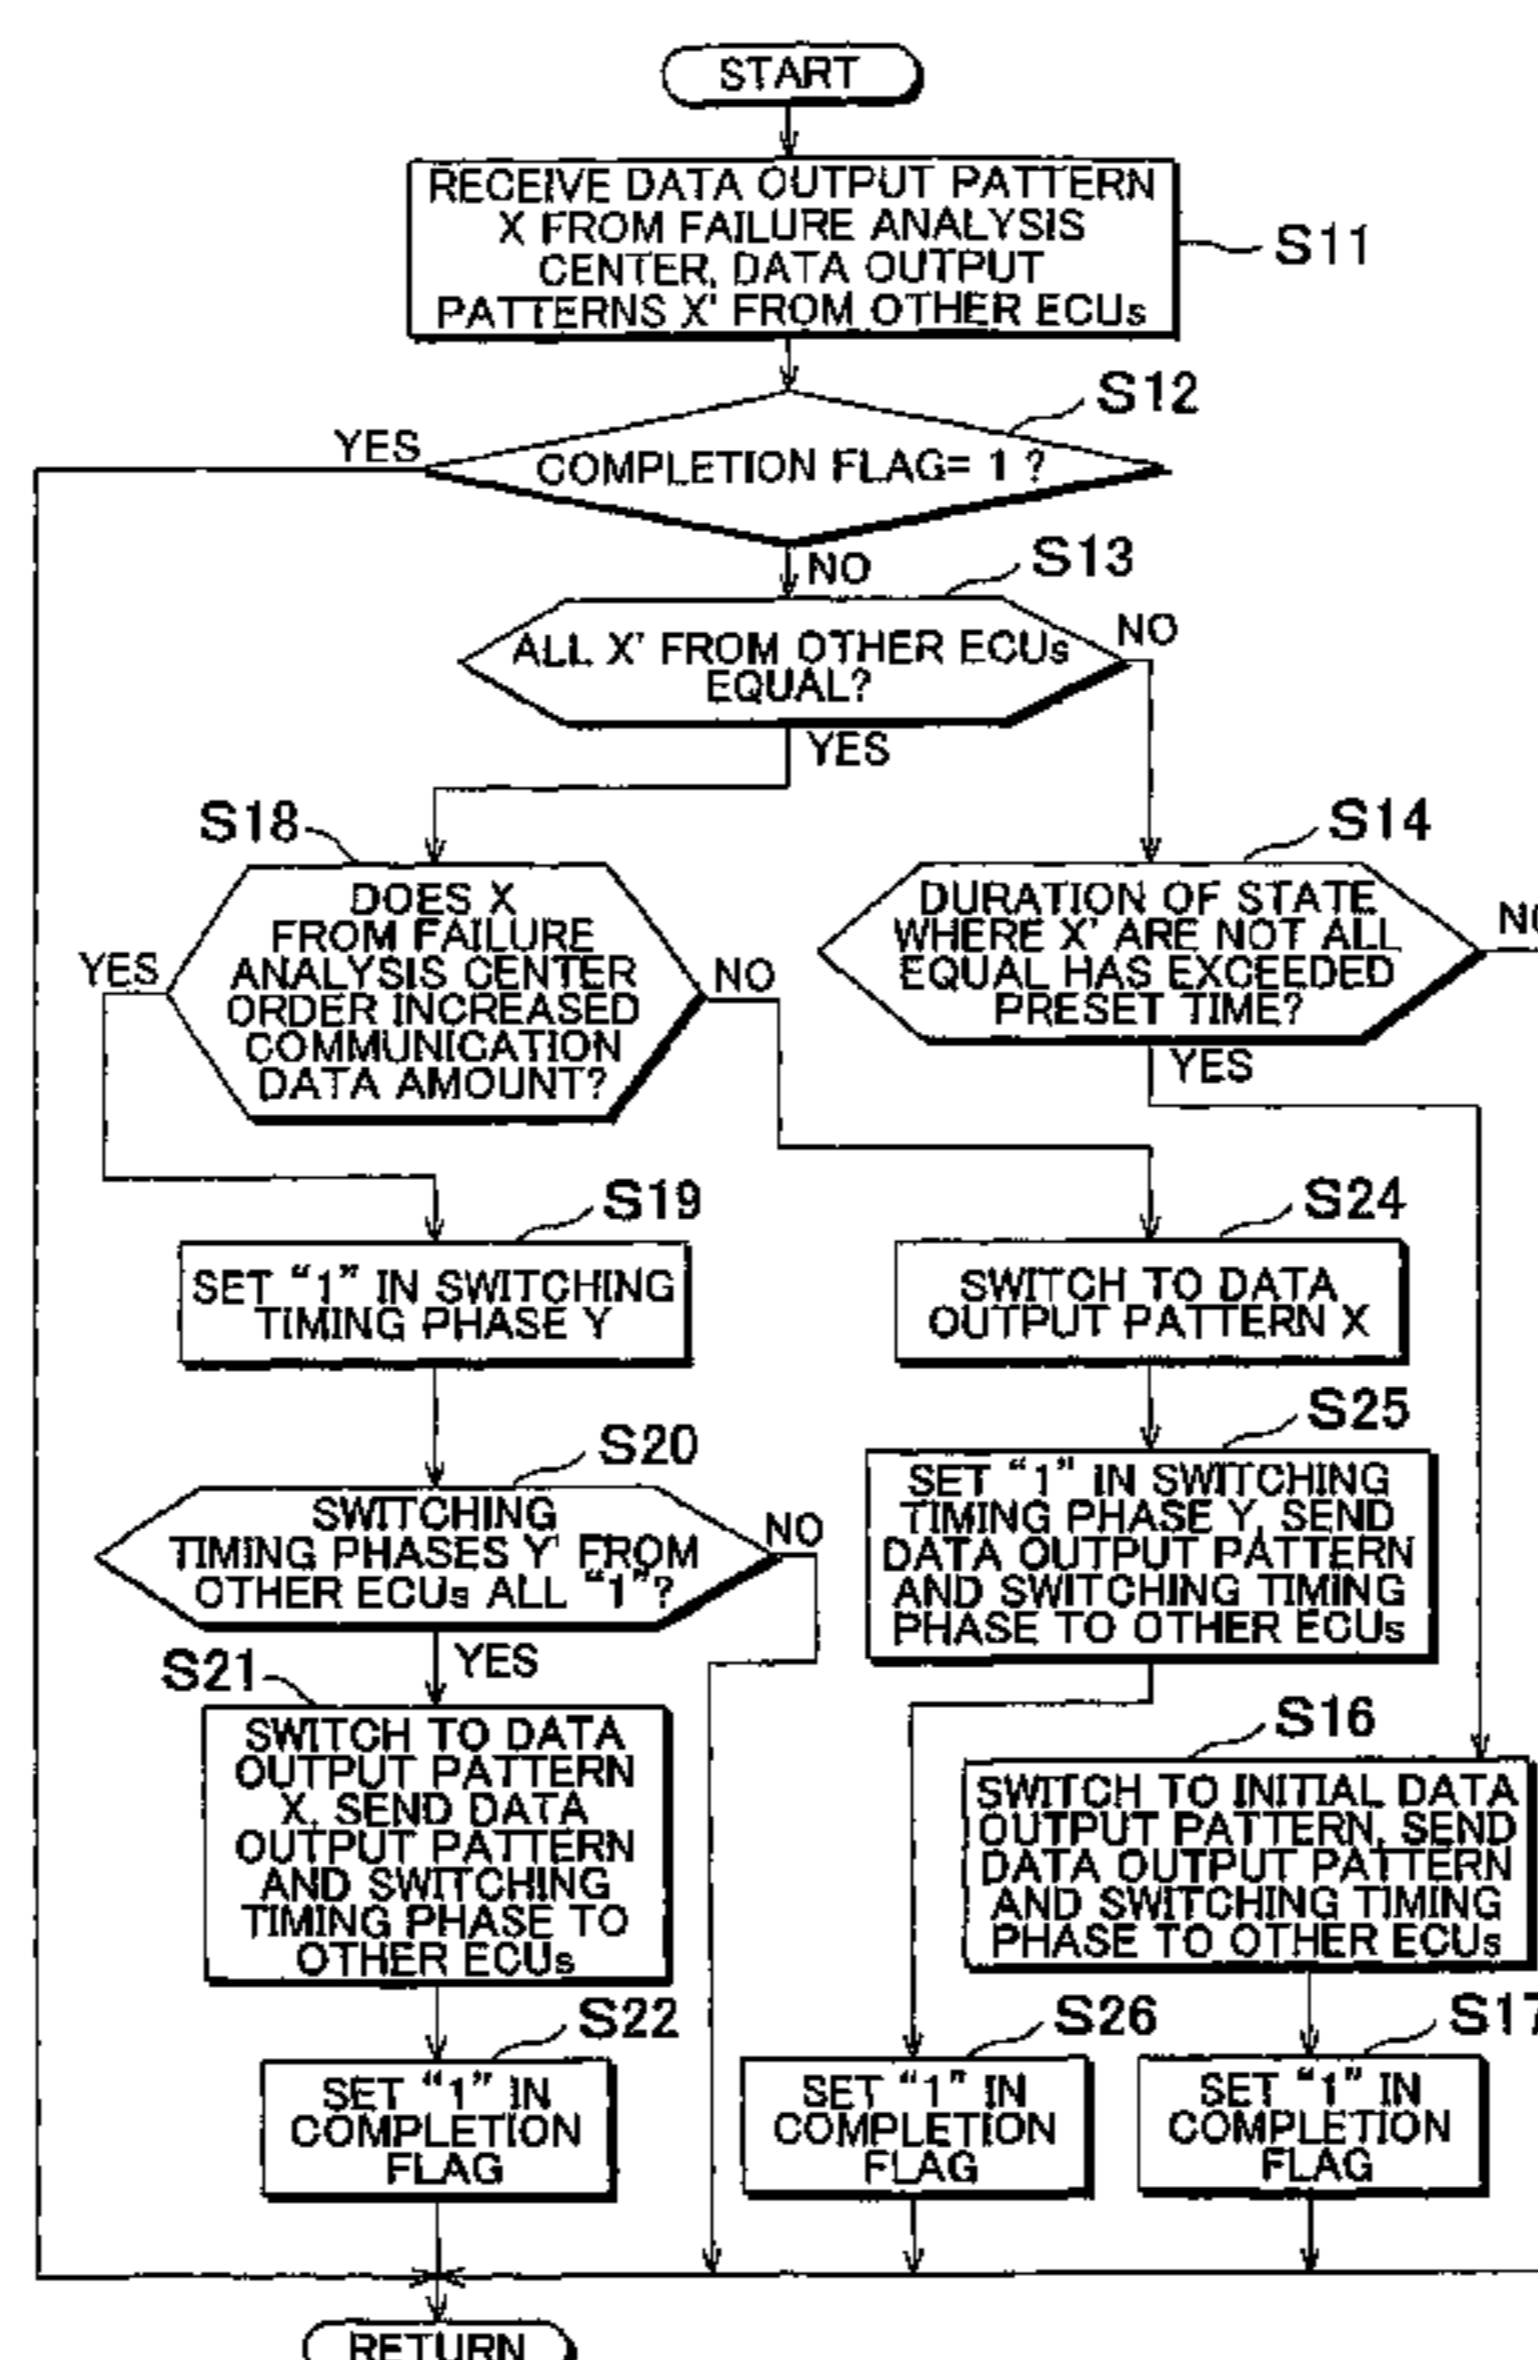 START
RECEIVE DATA OUTPUT PATTERN
X FROM FAILURE ANALYSIS
CENTER, DATA OUTPUT
PATTERNS X' FROM OTHER ECUs
S11
S12
YES
COMPLETION FLAG= 1 ?
NO
S13
ALL X' FROM OTHER ECUs
EQUAL?
NO
YES
S18
DOES X
FROM FAILURE
ANALYSIS CENTER
ORDER INCREASED
COMMUNICATION
DATA AMOUNT?
YES
NO
S14
DURATION OF STATE
WHERE X' ARE NOT ALL
EQUAL HAS EXCEEDED
PRESET TIME?
NO
YES
S19
SET “1” IN SWITCHING
TIMING PHASE Y
S24
SWITCH TO DATA
OUTPUT PATTERN X
S20
SWITCHING
TIMING PHASES Y' FROM
OTHER ECUs ALL “1”?
NO
YES
S25
SET “1” IN SWITCHING
TIMING PHASE Y, SEND
DATA OUTPUT PATTERN
AND SWITCHING TIMING
PHASE TO OTHER ECUs
S21
SWITCH TO DATA
OUTPUT PATTERN
X, SEND DATA
OUTPUT PATTERN
AND SWITCHING
TIMING PHASE TO
OTHER ECUs
S16
SWITCH TO INITIAL DATA
OUTPUT PATTERN, SEND
DATA OUTPUT PATTERN
AND SWITCHING TIMING
PHASE TO OTHER ECUs
S22
SET “1” IN
COMPLETION
FLAG
S26
SET “1” IN
COMPLETION
FLAG
S17
SET “1” IN
COMPLETION
FLAG
RETURN